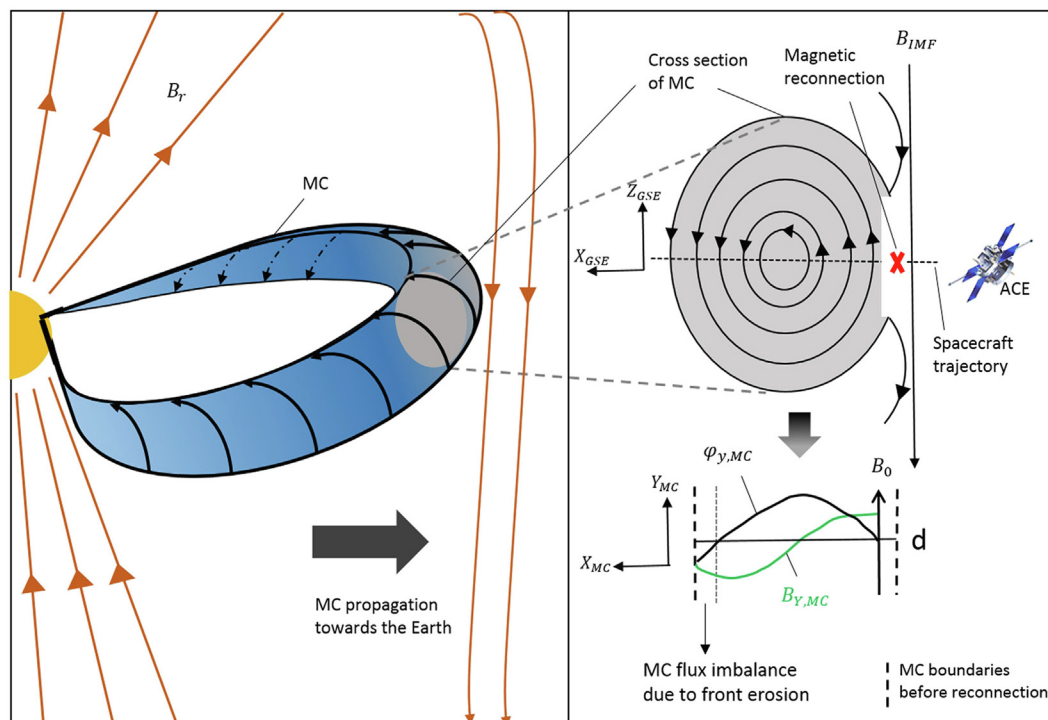 B_r
MC
MC propagation
towards the Earth
Cross section
of MC
Magnetic
reconnection
B_IMF
Z_GSE
X_GSE
ACE
Spacecraft
trajectory
φ_y,MC
B_0
Y_MC
d
X_MC
B_Y,MC
MC flux imbalance
due to front erosion
MC boundaries
before reconnection